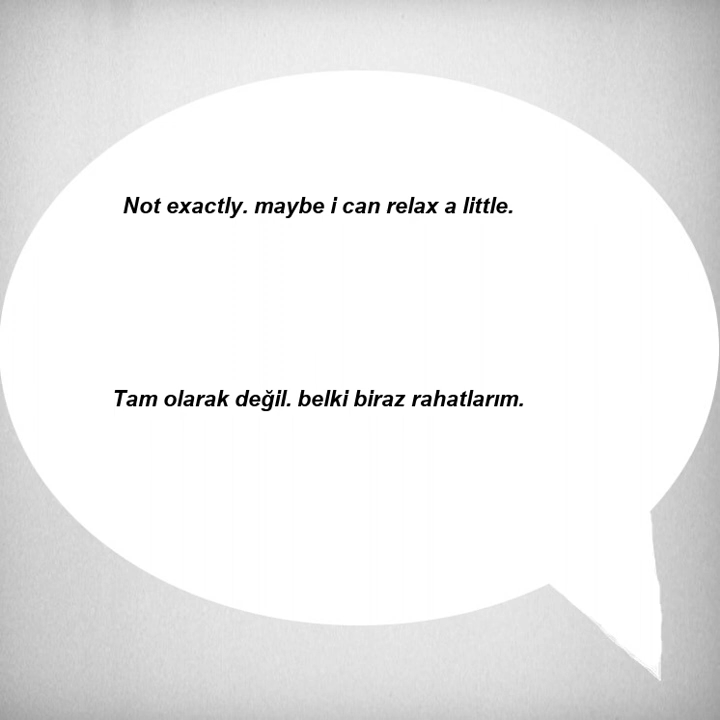 Not exactly. maybe i can relax a little.
Tam olarak değil. belki biraz rahatlarım.